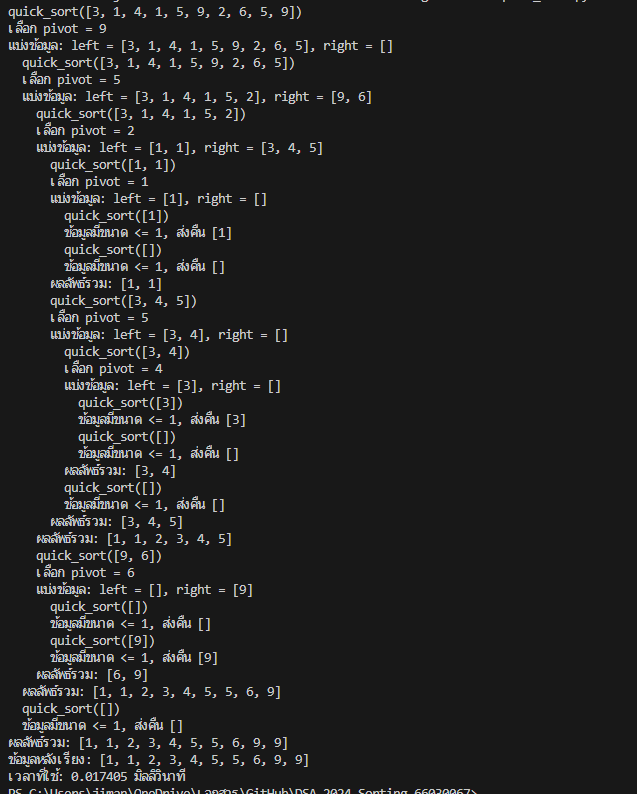 quick_sort([3, 1, 4, 1, 5, 9, 2, 6, 5, 9])
เลือก pivot = 9
แบ่งข้อมูล: left = [3, 1, 4, 1, 5, 9, 2, 6, 5], right = []
quick_sort([3, 1, 4, 1, 5, 9, 2, 6, 5])
เลือก pivot = 5
แบ่งข้อมูล: left = [3, 1, 4, 1, 5, 2], right = [9, 6]
quick_sort([3, 1, 4, 1, 5, 2])
เลือก pivot = 2
แบ่งข้อมูล: left = [1, 1], right = [3, 4, 5]
quick_sort([1, 1])
เลือก pivot = 1
แบ่งข้อมูล: left = [1], right = []
quick_sort([1])
ข้อมูลมีขนาด <= 1, ส่งคืน [1]
quick_sort([])
ข้อมูลมีขนาด <= 1, ส่งคืน []
ผลลัพธ์รวม: [1, 1]
quick_sort([3, 4, 5])
เลือก pivot = 5
แบ่งข้อมูล: left = [3, 4], right = []
quick_sort([3, 4])
เลือก pivot = 4
แบ่งข้อมูล: left = [3], right = []
quick_sort([3])
ข้อมูลมีขนาด <= 1, ส่งคืน [3]
quick_sort([])
ข้อมูลมีขนาด <= 1, ส่งคืน []
ผลลัพธ์รวม: [3, 4]
quick_sort([])
ข้อมูลมีขนาด <= 1, ส่งคืน []
ผลลัพธ์รวม: [3, 4, 5]
ผลลัพธ์รวม: [1, 1, 2, 3, 4, 5]
quick_sort([9, 6])
เลือก pivot = 6
แบ่งข้อมูล: left = [], right = [9]
quick_sort([])
ข้อมูลมีขนาด <= 1, ส่งคืน []
quick_sort([9])
ข้อมูลมีขนาด <= 1, ส่งคืน [9]
ผลลัพธ์รวม: [6, 9]
ผลลัพธ์รวม: [1, 1, 2, 3, 4, 5, 5, 6, 9]
quick_sort([])
ข้อมูลมีขนาด <= 1, ส่งคืน []
ผลลัพธ์รวม: [1, 1, 2, 3, 4, 5, 5, 6, 9, 9]
ข้อมูลหลังเรียง: [1, 1, 2, 3, 4, 5, 5, 6, 9, 9]
เวลาที่ใช้: 0.017405 มิลลิวินาที
PS C:\Users\jiman\OneDrive\เอกสาร\GitHub\DSA_2024_Sorting_66030067>